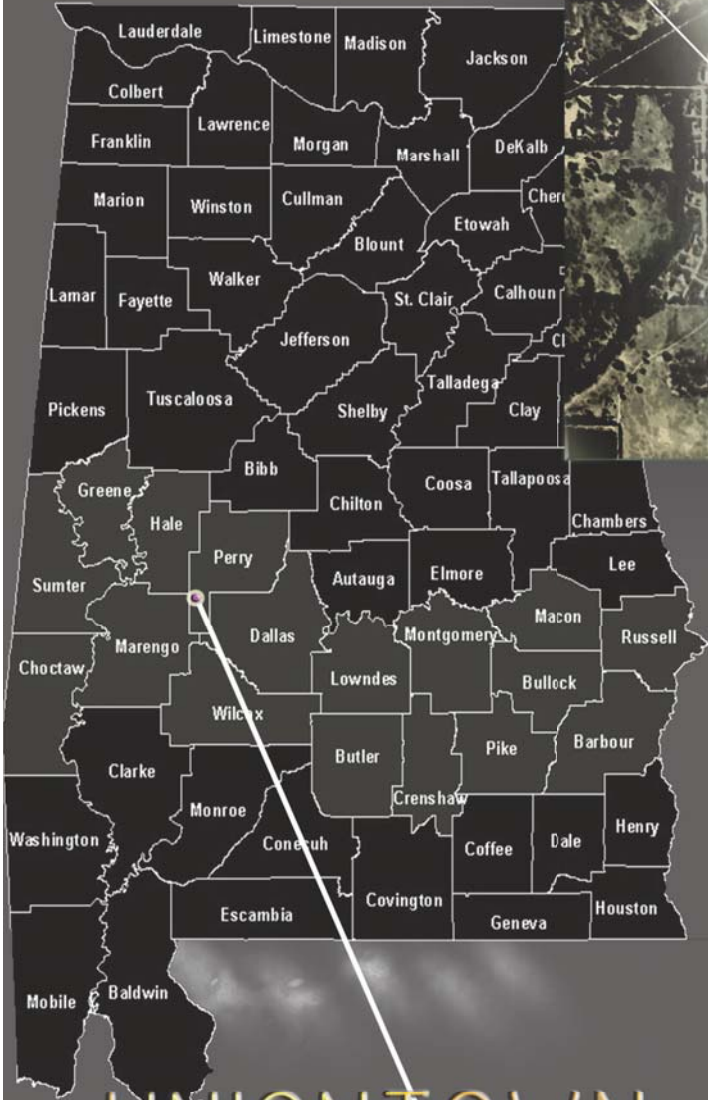 Lauderdale
Limestone
Madison
Jackson
Colbert
Lawrence
Franklin
Morgan
Marshall
DeKalb
Marion
Winston
Cullman
Cher
Etowah
Blount
Walker
Lamar
Fayette
St. Clair
Calhoun
Jefferson
Cl
Talladega
Pickens
Tuscaloosa
Shelby
Clay
Bibb
Greene
Coosa
Tallapoosa
Chilton
Hale
Chambers
Perry
Lee
Sumter
Autauga
Elmore
Macon
Dallas
Montgomery
Russell
Marengo
Choctaw
Lowndes
Bullock
Wilcox
Pike
Barbour
Butler
Clarke
Crenshaw
Monroe
Henry
Washington
Conecuh
Coffee
Dale
Covington
Escambia
Houston
Geneva
Baldwin
Mobile
UNIONTOWN